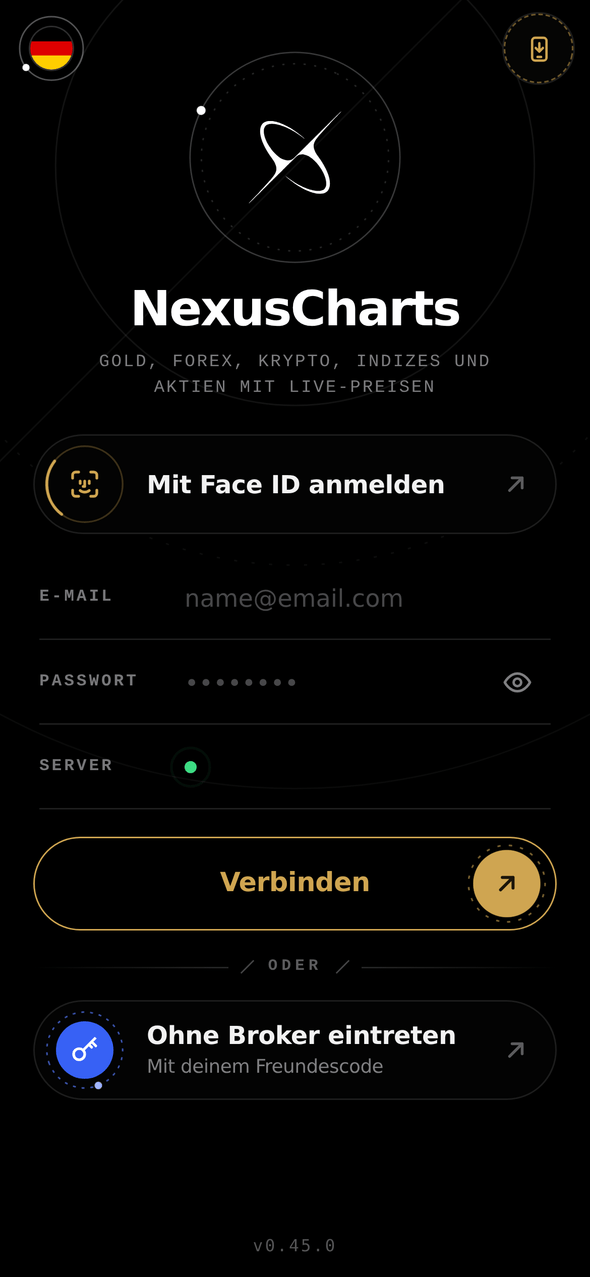 NexusCharts
GOLD, FOREX, KRYPTO, INDIZES UND
AKTIEN MIT LIVE-PREISEN
Mit Face ID anmelden
E-MAIL name@email.com
PASSWORT ••••••••
SERVER
Verbinden
ODER
Ohne Broker eintreten
Mit deinem Freundescode
v0.45.0